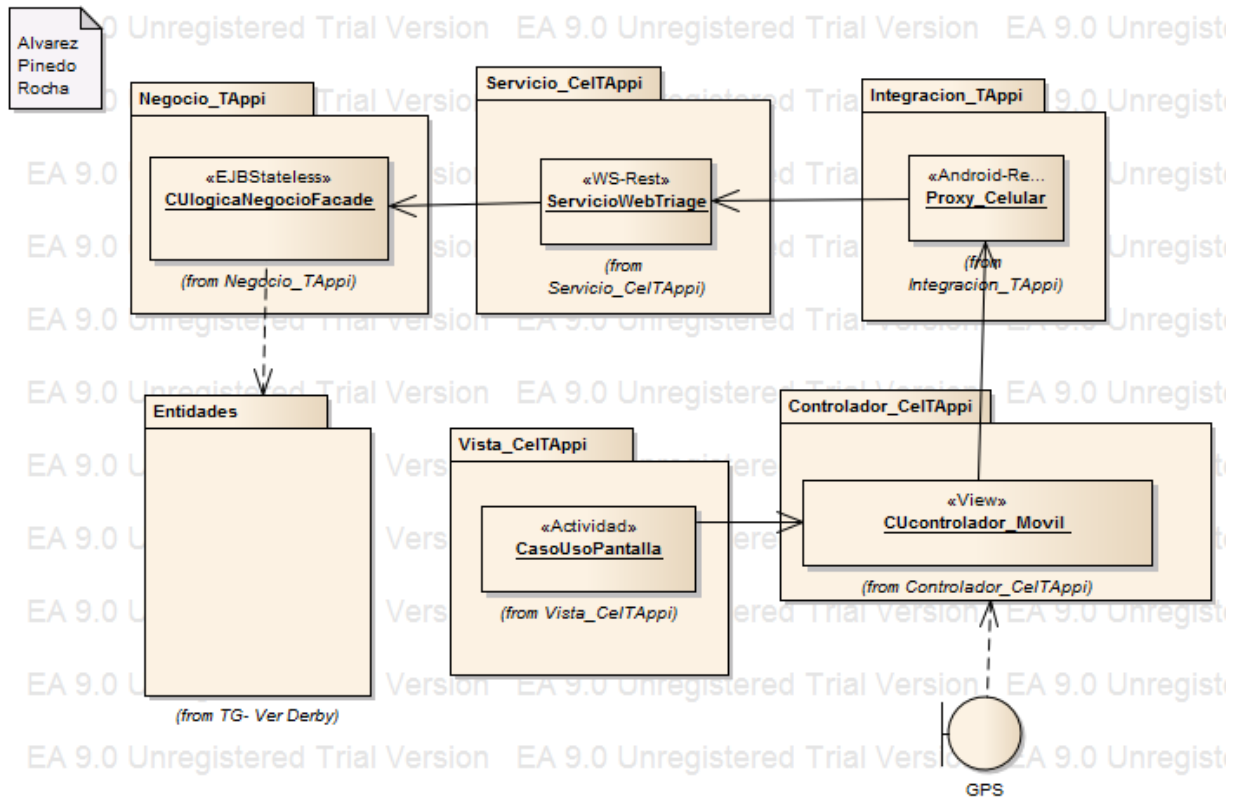 Alvarez
Pinedo
Rocha
Negocio_TAppi
«EJBStateless»
CUlogicaNegocioFacade
(from Negocio_TAppi)
Servicio_CelTAppi
«WS-Rest»
ServicioWebTriage
(from
Servicio_CelTAppi)
Integracion_TAppi
«Android-Re...
Proxy_Celular
(from
Integracion_TAppi)
Entidades
(from TG- Ver Derby)
Vista_CelTAppi
«Actividad»
CasoUsoPantalla
(from Vista_CelTAppi)
Controlador_CelTAppi
«View»
CUcontrolador_Movil
(from Controlador_CelTAppi)
GPS
EA 9.0 Unregistered Trial Version